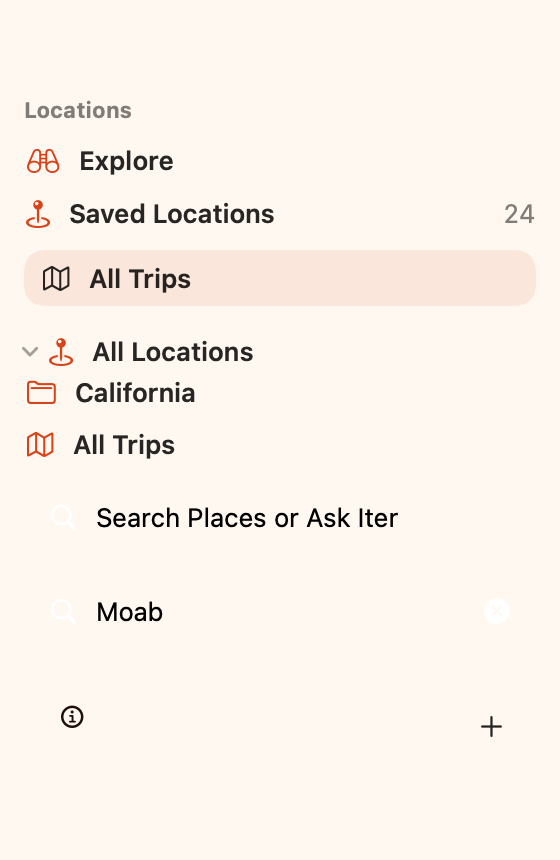 Locations
Explore
Saved Locations 24
All Trips
All Locations
California
All Trips
Search Places or Ask Iter
Moab